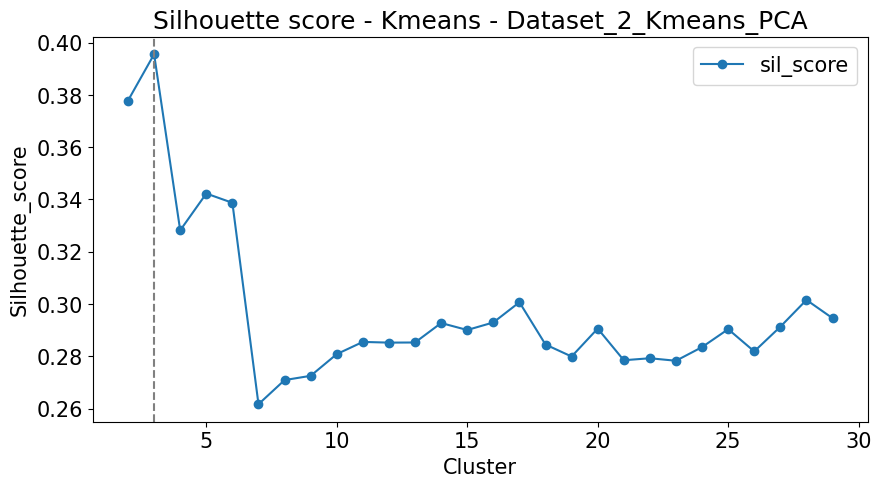 Silhouette score - Kmeans - Dataset_2_Kmeans_PCA
sil_score
Silhouette_score
0.40
0.38
0.36
0.34
0.32
0.30
0.28
0.26
5 10 15 20 25 30
Cluster